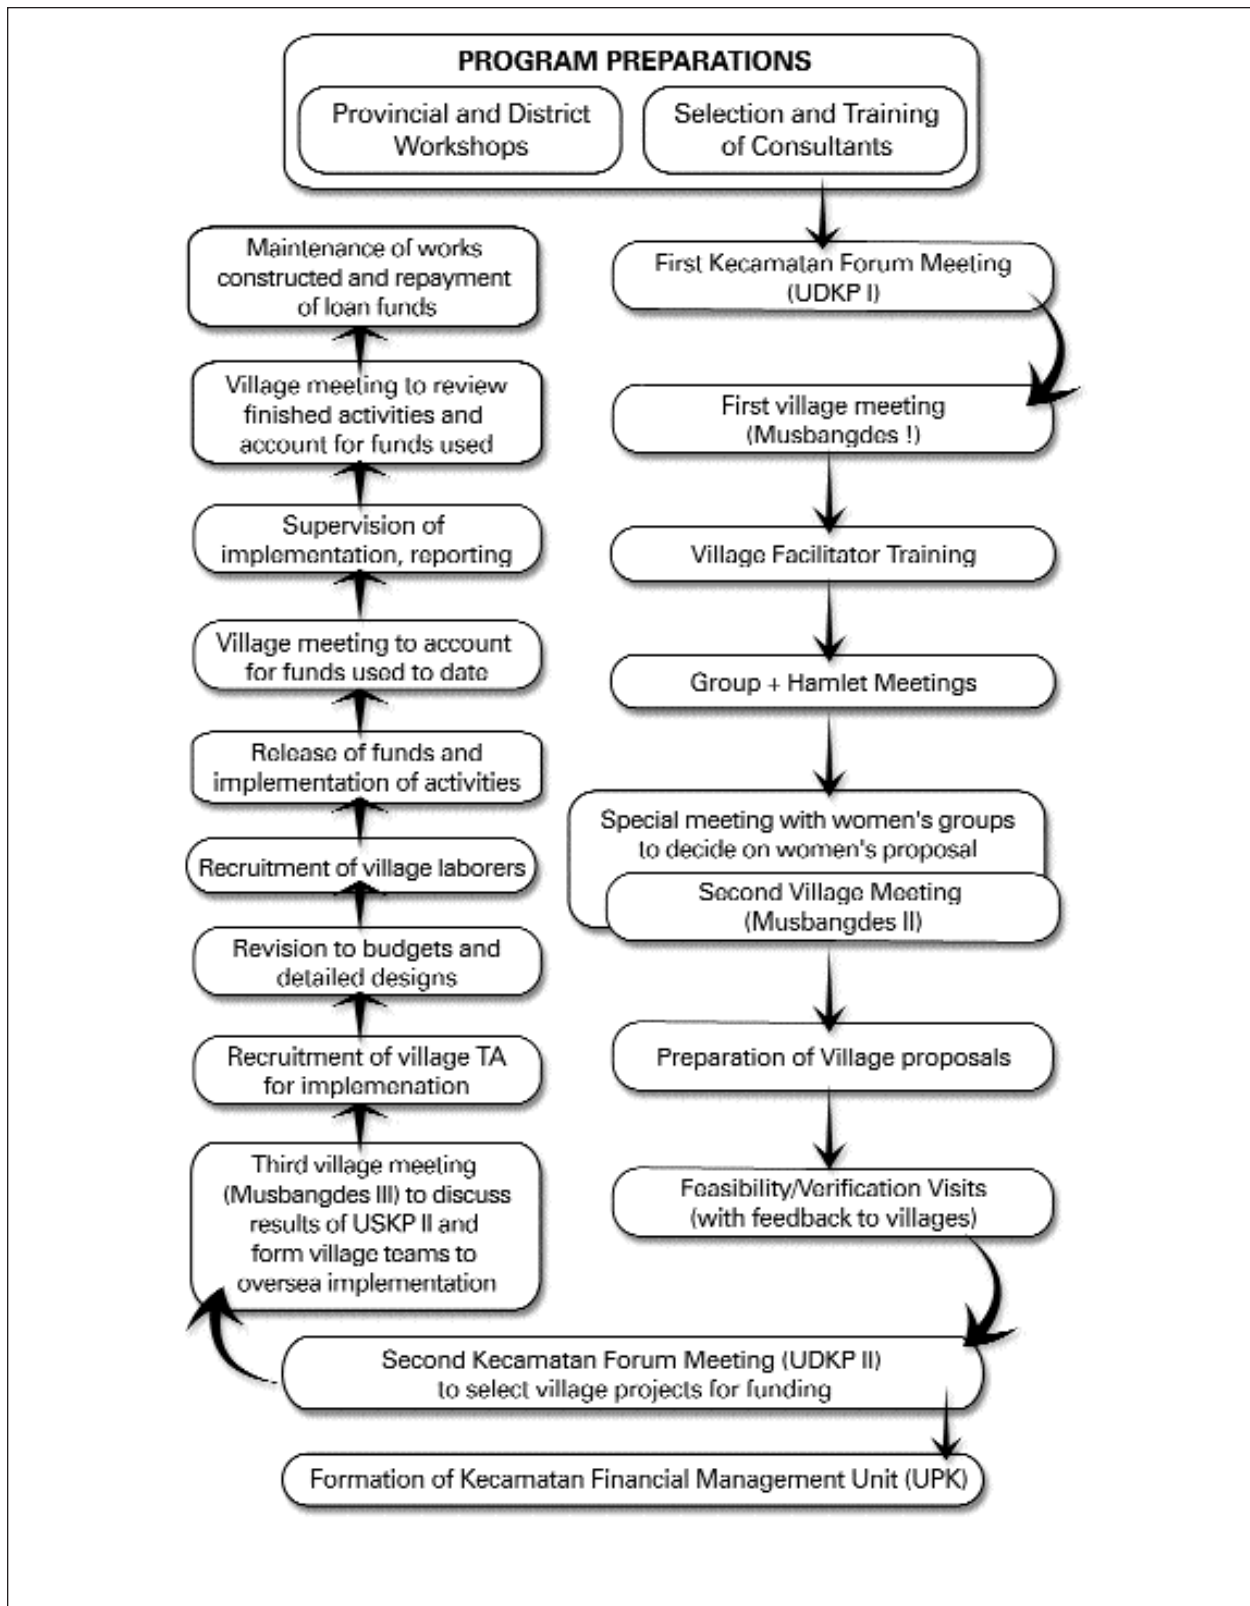 PROGRAM PREPARATIONS
Provincial and District
Workshops
Selection and Training
of Consultants
First Kecamatan Forum Meeting
(UDKP I)
First village meeting
(Musbangdes !)
Village Facilitator Training
Group + Hamlet Meetings
Special meeting with women's groups
to decide on women's proposal
Second Village Meeting
(Musbangdes II)
Preparation of Village proposals
Feasibility/Verification Visits
(with feedback to villages)
Second Kecamatan Forum Meeting (UDKP II)
to select village projects for funding
Formation of Kecamatan Financial Management Unit (UPK)
Third village meeting
(Musbangdes III) to discuss
results of USKP II and
form village teams to
oversea implementation
Recruitment of village TA
for implemenation
Revision to budgets and
detailed designs
Recruitment of village laborers
Release of funds and
implementation of activities
Village meeting to account
for funds used to date
Supervision of
implementation, reporting
Village meeting to review
finished activities and
account for funds used
Maintenance of works
constructed and repayment
of loan funds